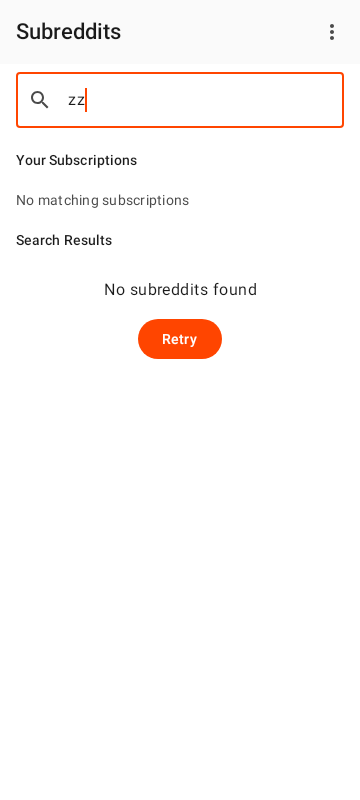 Subreddits
zz
Your Subscriptions
No matching subscriptions
Search Results
No subreddits found
Retry